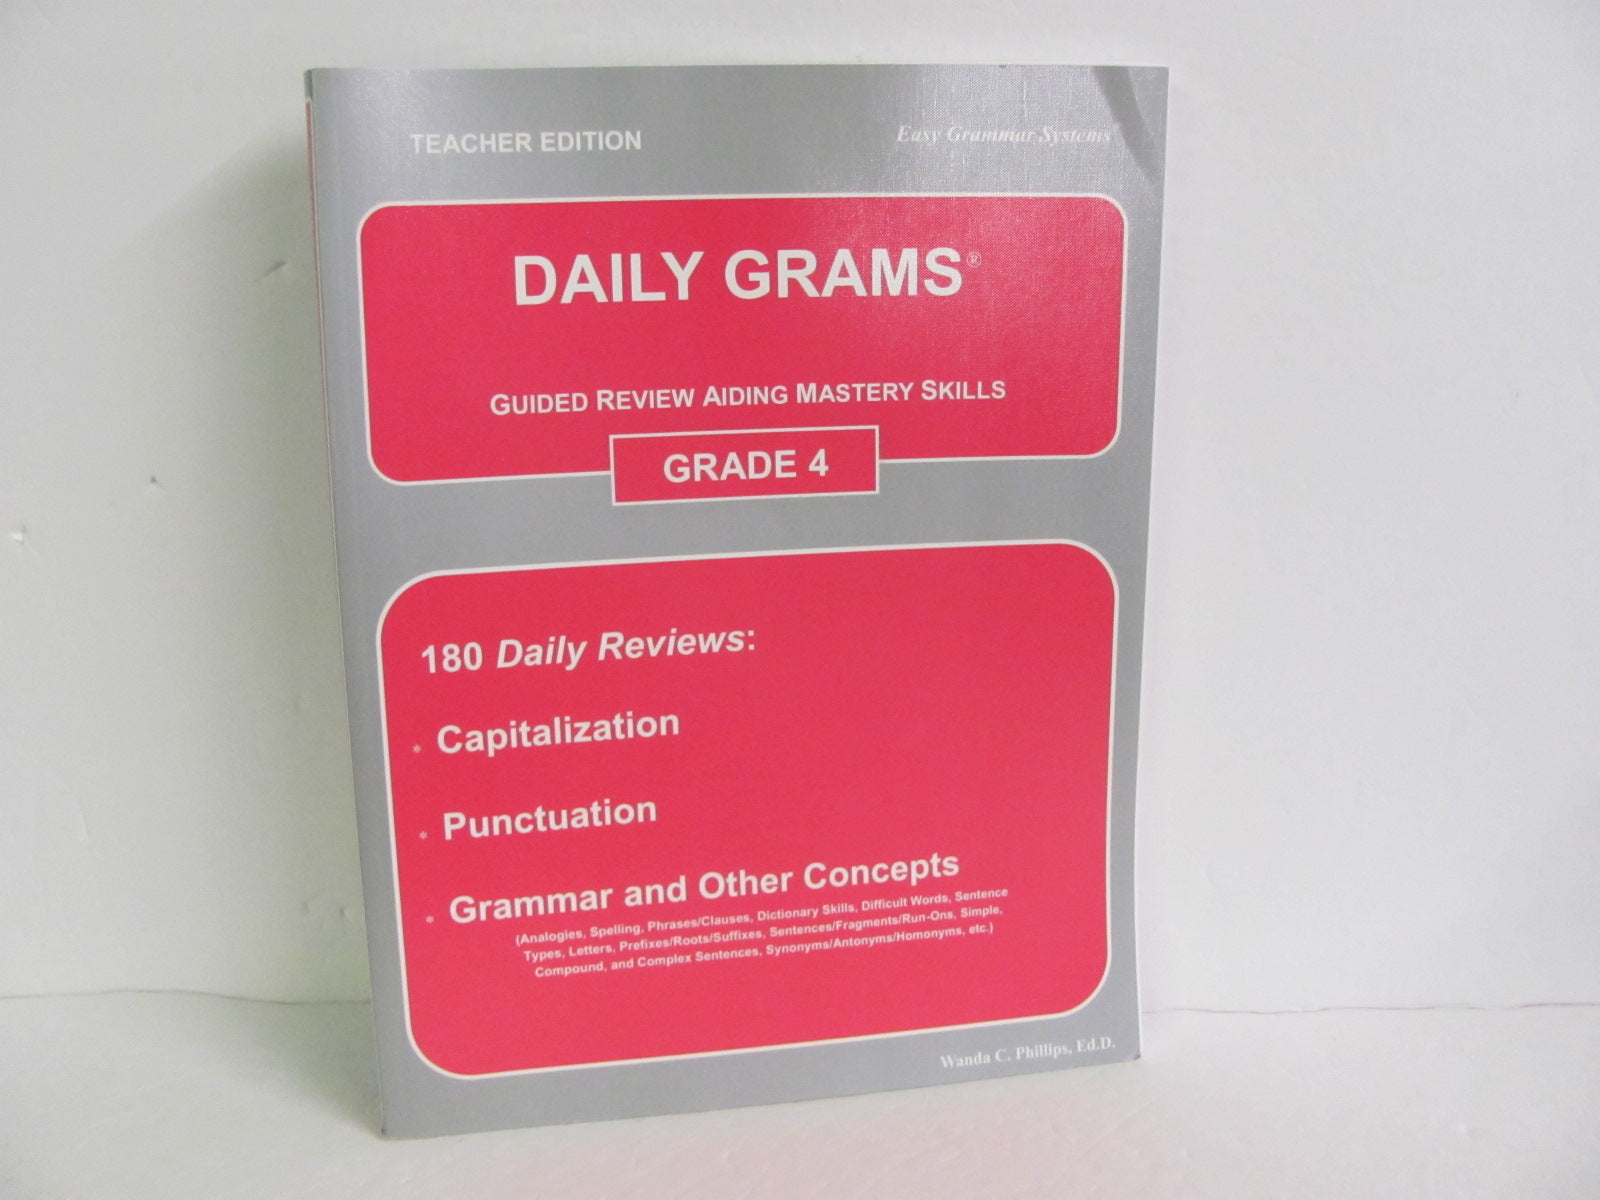 TEACHER EDITION
Easy Grammar Systems
DAILY GRAMS®
GUIDED REVIEW AIDING MASTERY SKILLS
GRADE 4
180 Daily Reviews:
* Capitalization
* Punctuation
* Grammar and Other Concepts
(Analogies, Spelling, Phrases/Clauses, Dictionary Skills, Difficult Words, Sentence
Types, Letters, Prefixes/Roots/Suffixes, Sentences/Fragments/Run-Ons, Simple,
Compound, and Complex Sentences, Synonyms/Antonyms/Homonyms, etc.)
Wanda C. Phillips, Ed.D.